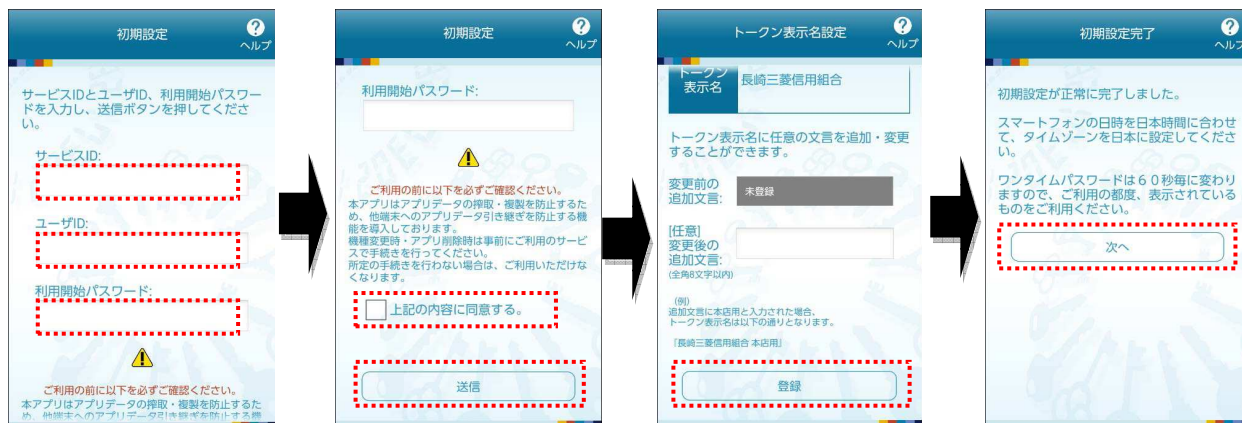 初期設定
?
ヘルプ
サービスIDとユーザID、利用開始パスワー
ドを入力し、送信ボタンを押してくださ
い。
サービスID:
ユーザID:
利用開始パスワード:
ご利用の前に以下を必ずご確認ください。
本アプリはアプリデータの搾取・複製を防止するた
め、他端末へのアプリデータ引き継ぎを防止する機
初期設定
?
ヘルプ
利用開始パスワード:
ご利用の前に以下を必ずご確認ください。
本アプリはアプリデータの搾取・複製を防止するた
め、他端末へのアプリデータ引き継ぎを防止する機
能を導入しております。
機種変更時・アプリ削除時は事前にご利用のサービ
スで手続きを行ってください。
所定の手続きを行わない場合は、ご利用いただけな
くなります。
上記の内容に同意する。
送信
トークン表示名設定
?
ヘルプ
トークン
表示名
長崎三菱信用組合
トークン表示名に任意の文言を追加・変更
することができます。
変更前の
追加文言:
未登録
[任意]
変更後の
追加文言:
(全角8文字以内)
(例)
追加文言に本店用と入力された場合、
トークン表示名は以下の通りとなります。
「長崎三菱信用組合 本店用」
登録
初期設定完了
?
ヘルプ
初期設定が正常に完了しました。
スマートフォンの日時を日本時間に合わせ
て、タイムゾーンを日本に設定してくださ
い。
ワンタイムパスワードは60秒毎に変わり
ますので、ご利用の都度、表示されている
ものをご利用ください。
次へ